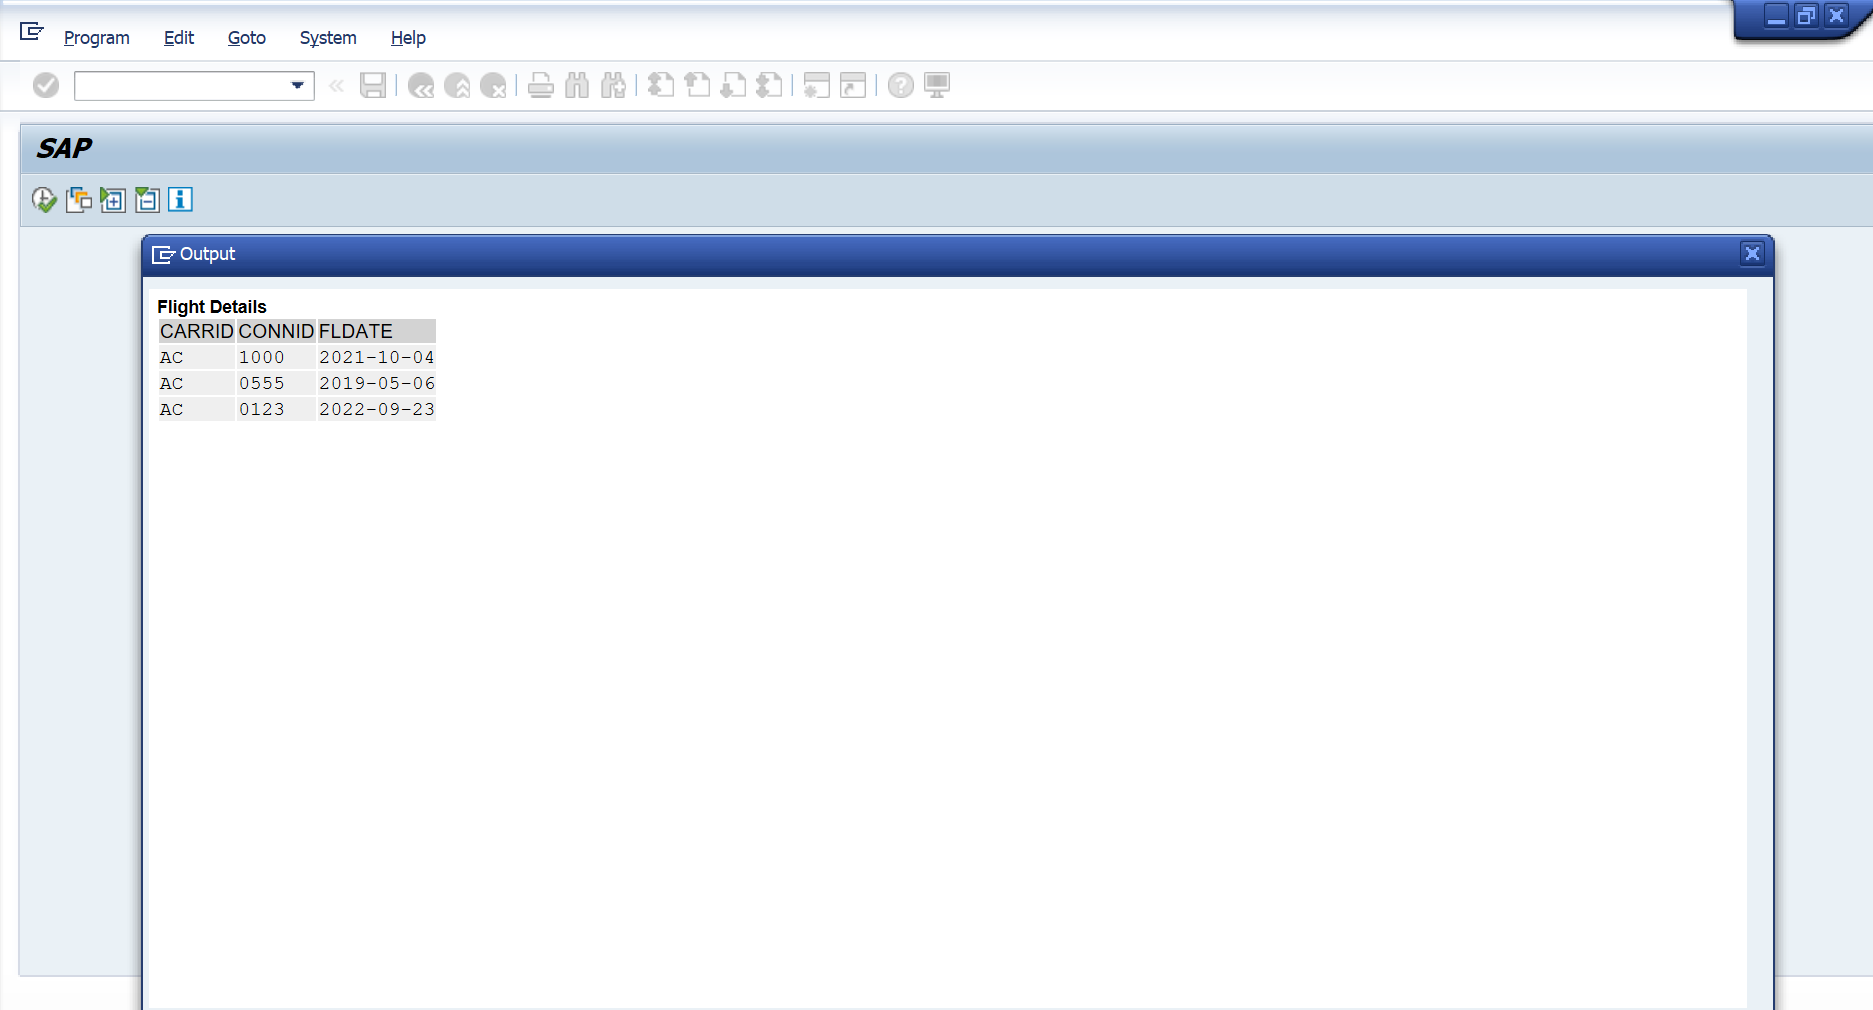 Program Edit Goto System Help
SAP
Output
Flight Details
CARRID CONNID FLDATE
AC 1000 2021-10-04
AC 0555 2019-05-06
AC 0123 2022-09-23